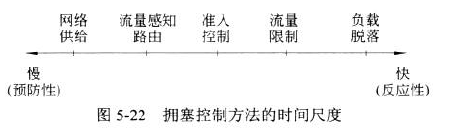 网络 流量感知 准入 流量 负载
供给 路由 控制 限制 脱落
慢 快
(预防性) (反应性)
图 5-22 拥塞控制方法的时间尺度